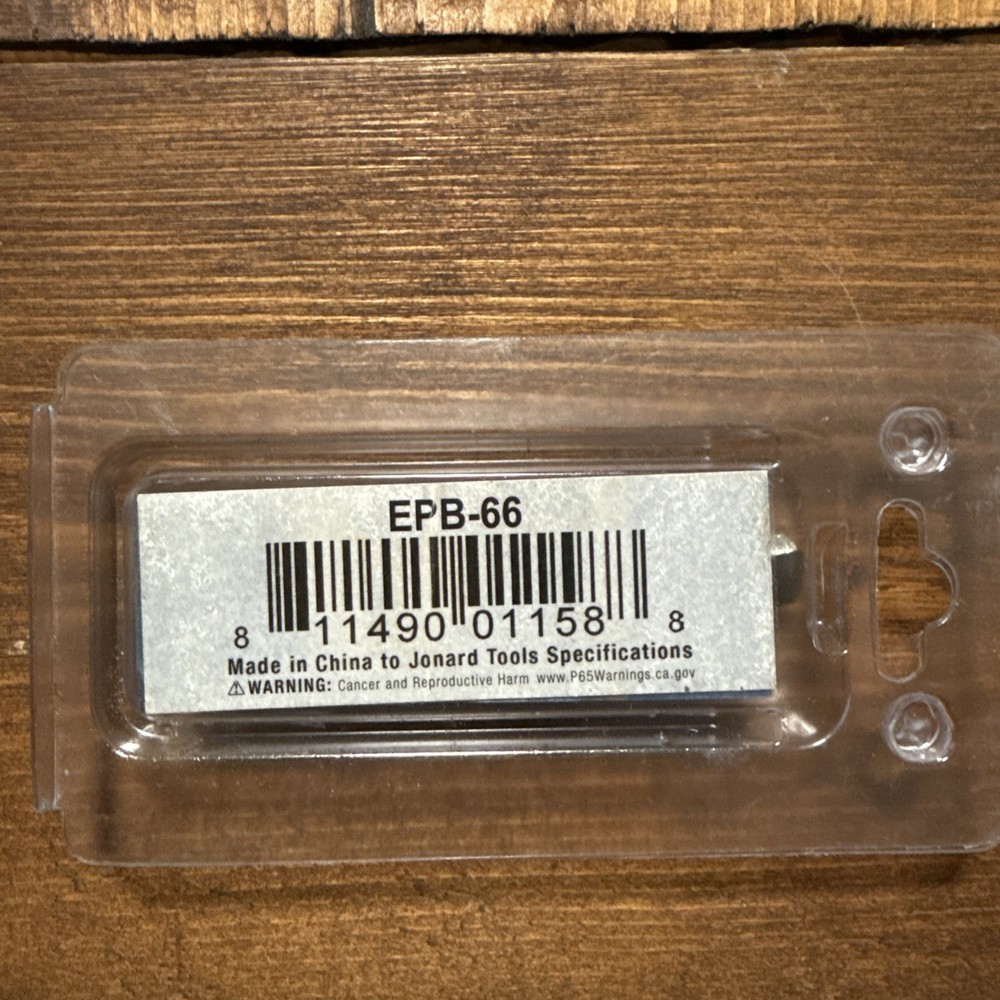 EPB-66
8 11490 01158 8
Made in China to Jonard Tools Specifications
⚠WARNING: Cancer and Reproductive Harm www.P65Warnings.ca.gov